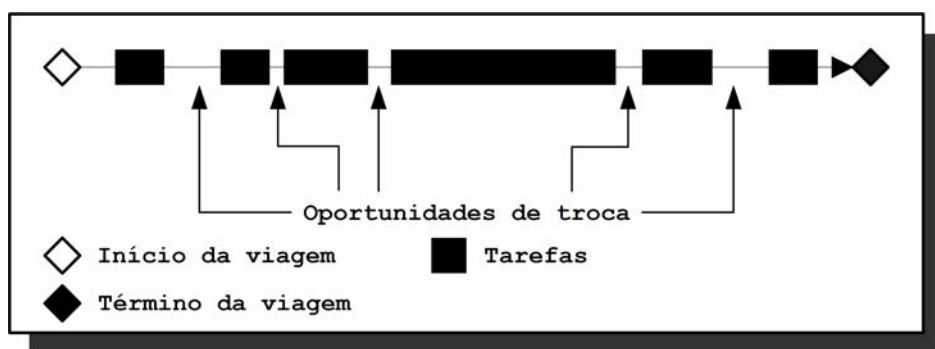 Oportunidades de troca
Início da viagem
Tarefas
Término da viagem